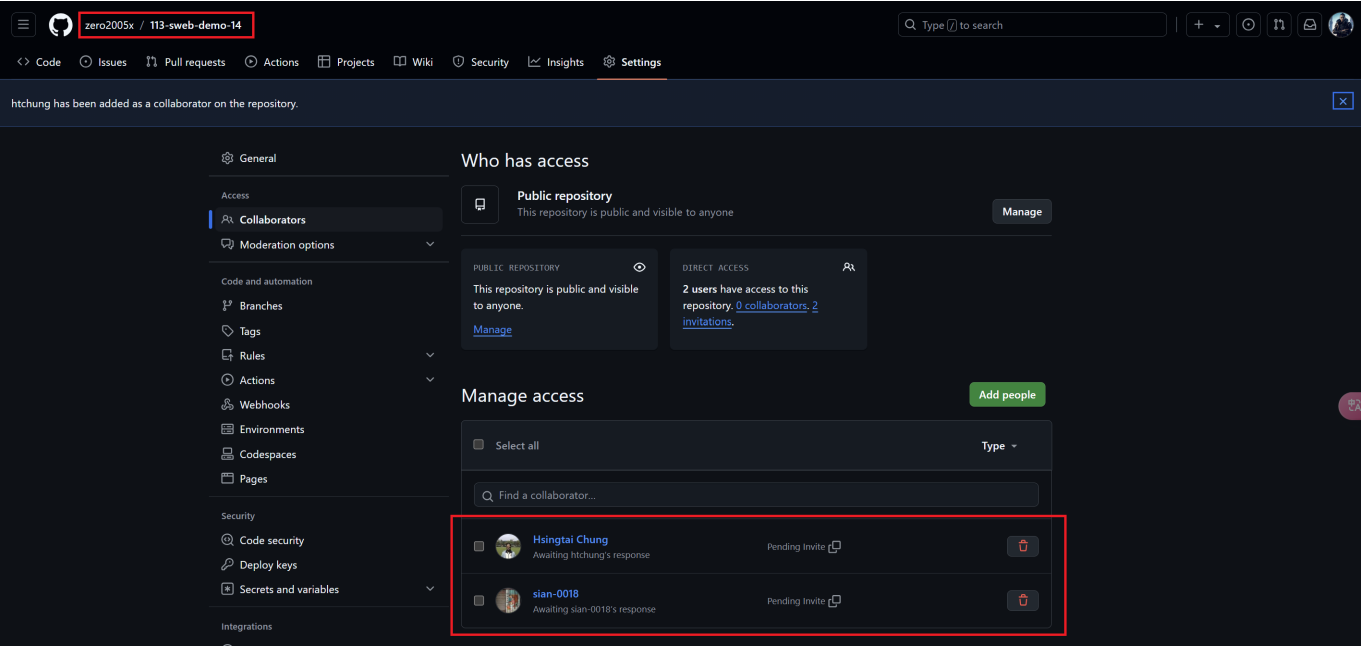 zero2005x / 113-sweb-demo-14
Type / to search
Code Issues Pull requests Actions Projects Wiki Security Insights Settings
htchung has been added as a collaborator on the repository.
General
Access
Collaborators
Moderation options
Code and automation
Branches
Tags
Rules
Actions
Webhooks
Environments
Codespaces
Pages
Security
Code security
Deploy keys
Secrets and variables
Integrations
Who has access
Public repository
This repository is public and visible to anyone
Manage
PUBLIC REPOSITORY
This repository is public and visible
to anyone.
Manage
DIRECT ACCESS
2 users have access to this
repository. 0 collaborators. 2
invitations.
Manage access
Add people
Select all
Type
Find a collaborator...
Hsingtai Chung
Awaiting htchung's response
Pending Invite
sian-0018
Awaiting sian-0018's response
Pending Invite